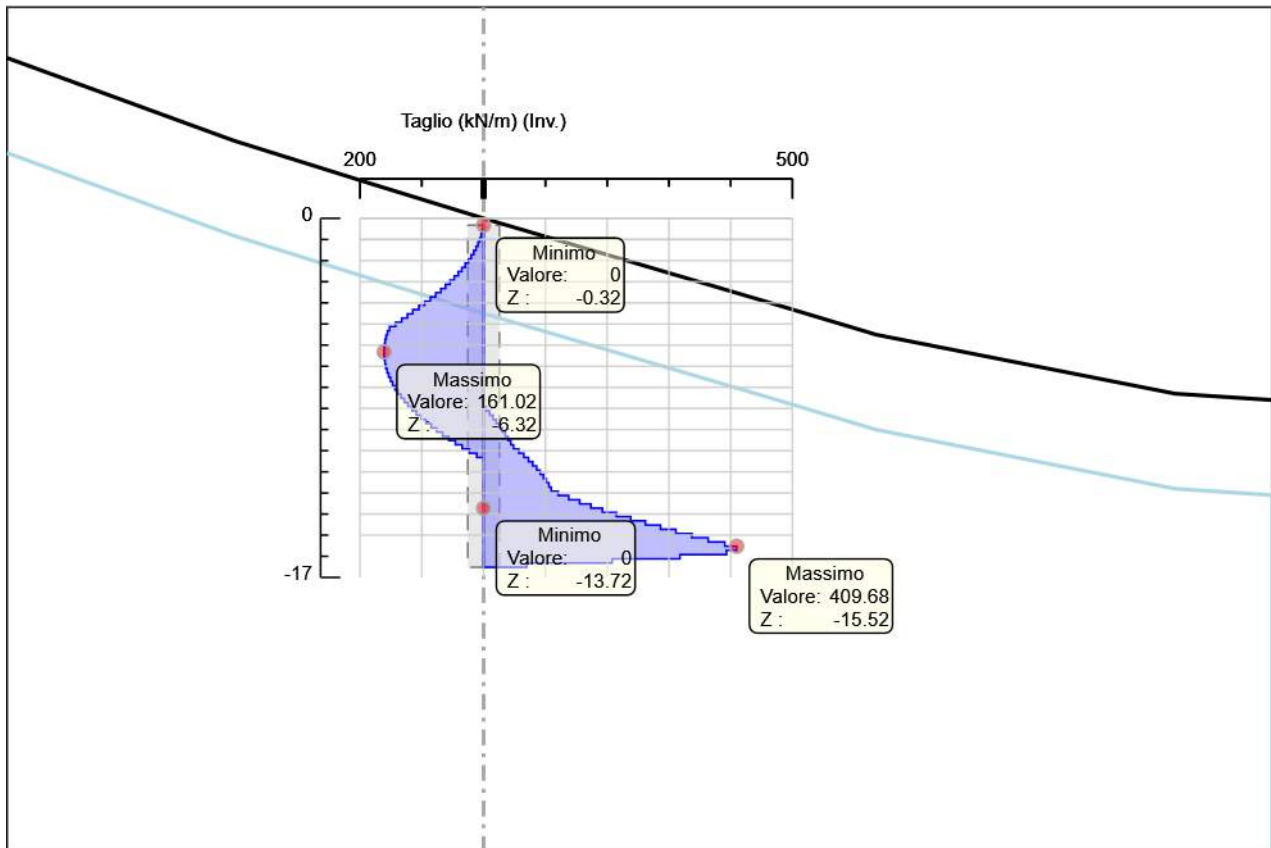 Taglio (kN/m) (Inv.)
200
500
0
Minimo
Valore: 0
Z : -0.32
Massimo
Valore: 161.02
Z : -6.32
Minimo
Valore: 0
Z : -13.72
-17
Massimo
Valore: 409.68
Z : -15.52